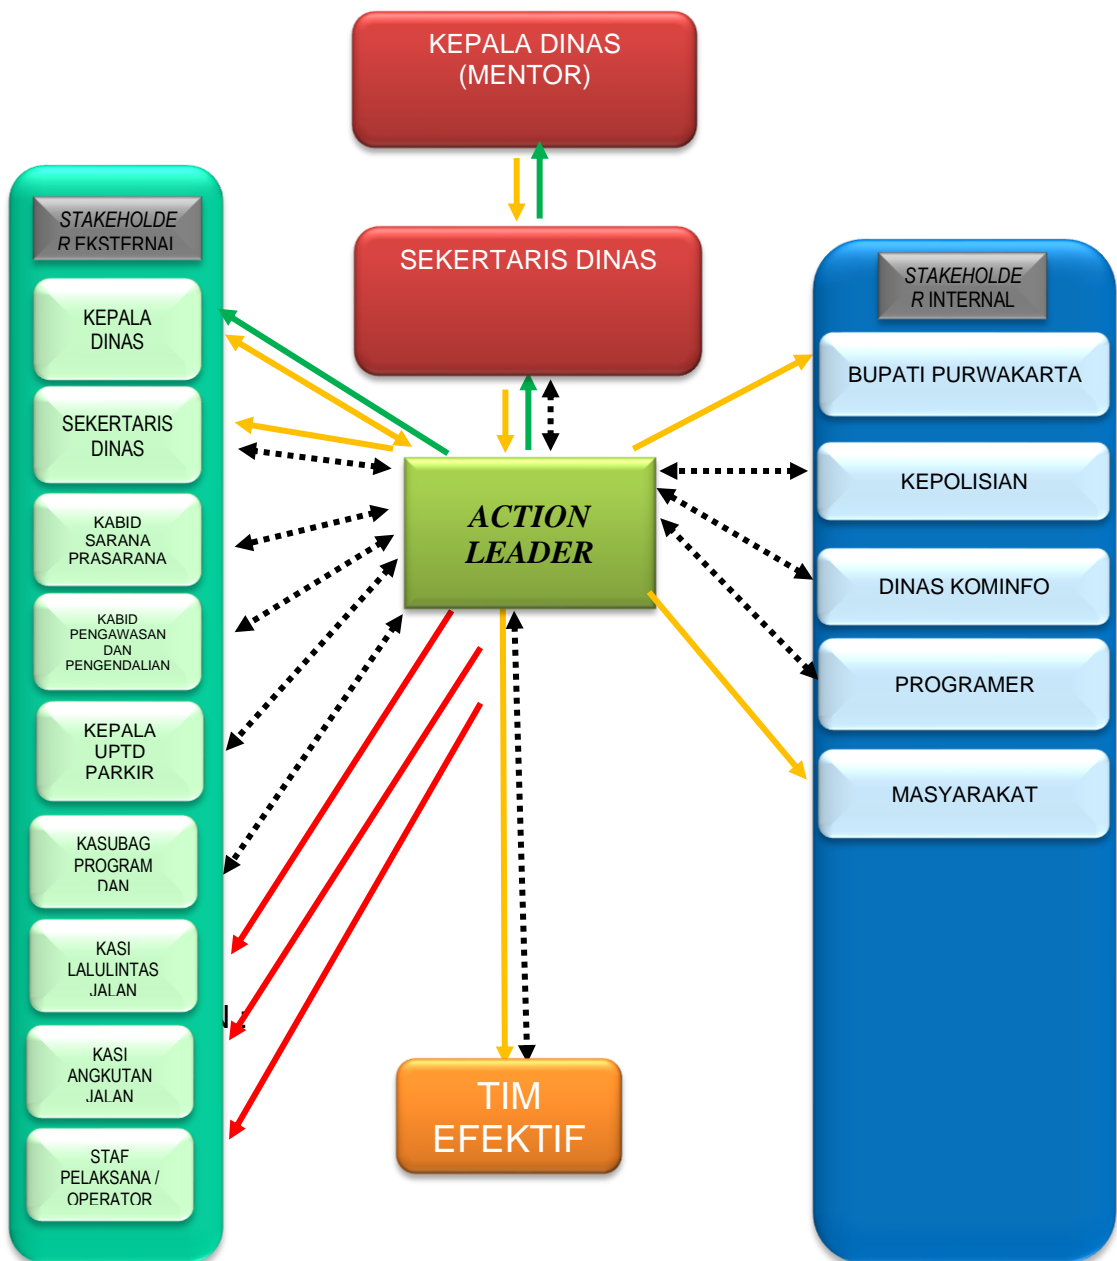 KEPALA DINAS
(MENTOR)
SEKERTARIS DINAS
STAKEHOLDE
R EKSTERNAL
KEPALA
DINAS
SEKERTARIS
DINAS
KABID
SARANA
PRASARANA
KABID
PENGAWASAN
DAN
PENGENDALIAN
KEPALA
UPTD
PARKIR
KASUBAG
PROGRAM
DAN
KASI
LALULINTAS
JALAN
KASI
ANGKUTAN
JALAN
STAF
PELAKSANA /
OPERATOR
ACTION
LEADER
TIM
EFEKTIF
STAKEHOLDE
R INTERNAL
BUPATI PURWAKARTA
KEPOLISIAN
DINAS KOMINFO
PROGRAMER
MASYARAKAT